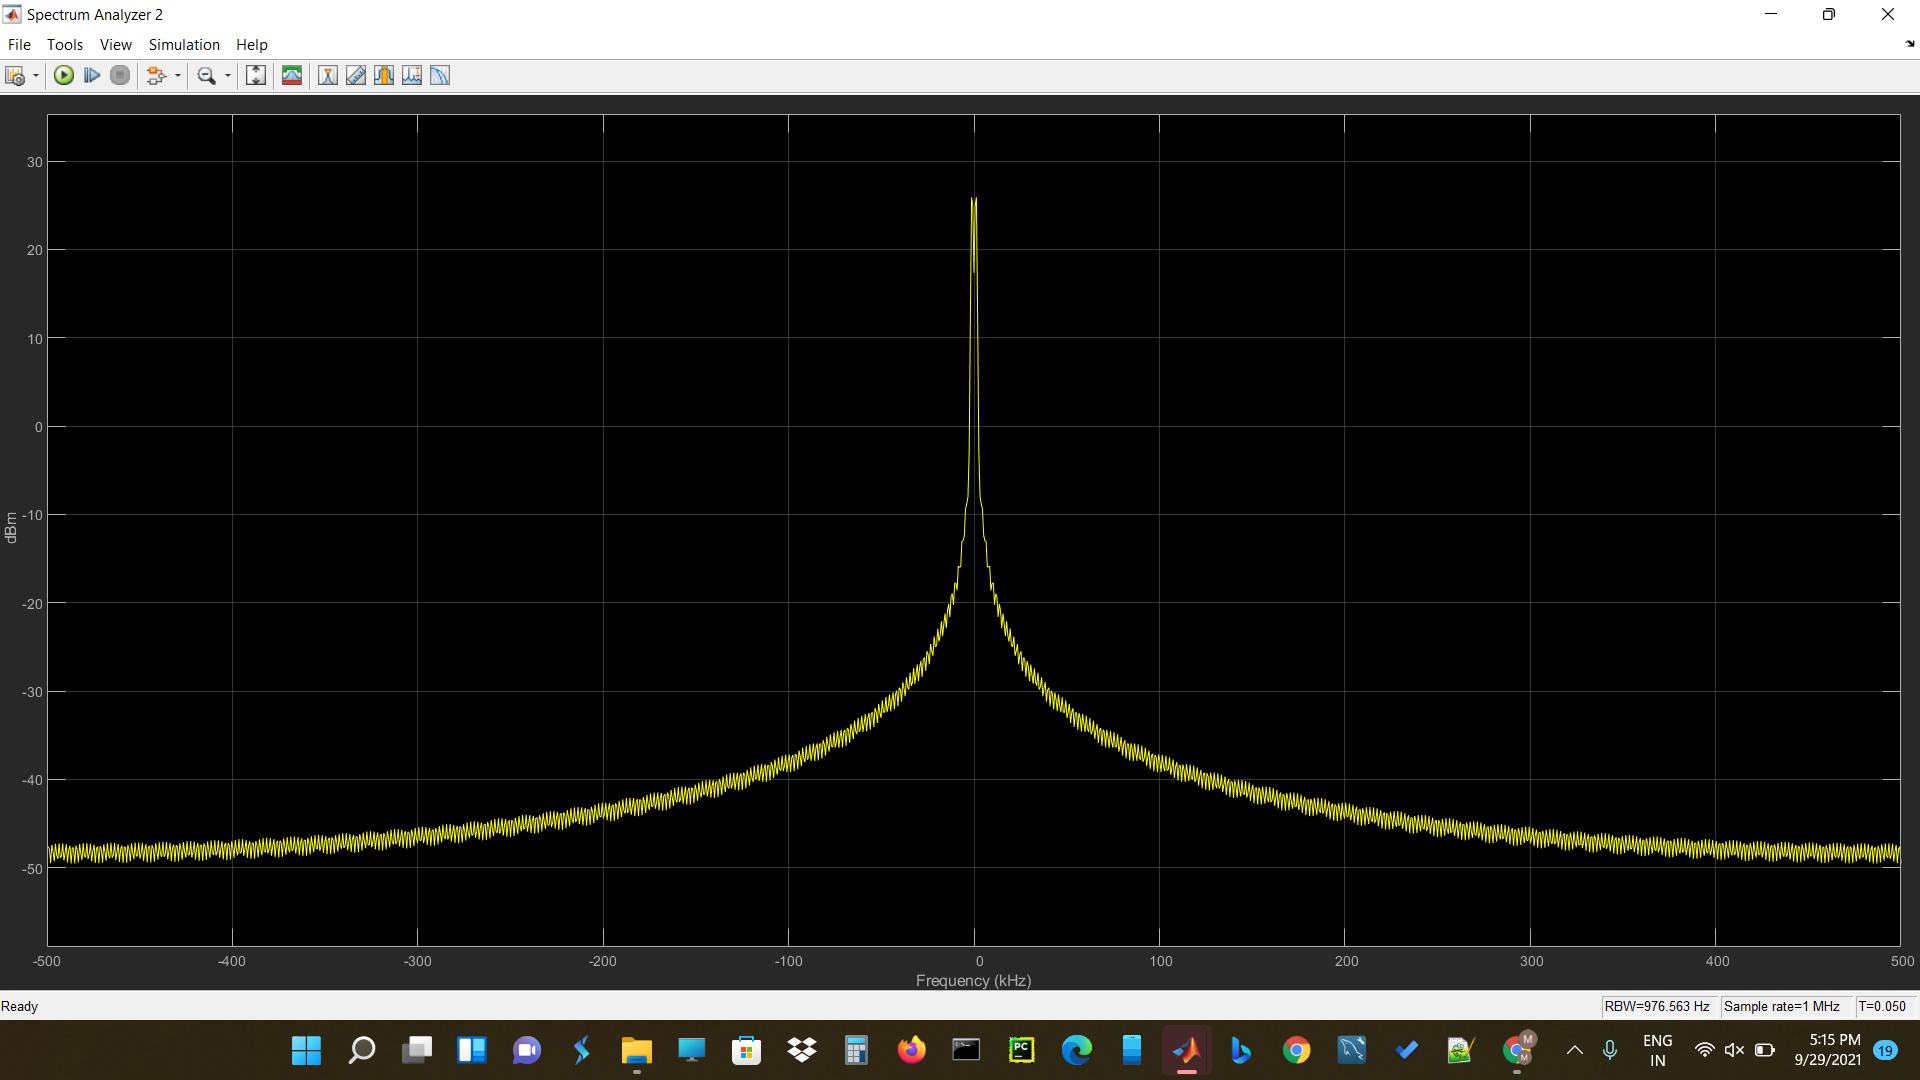 Spectrum Analyzer 2
File Tools View Simulation Help
30
20
10
0
-10
-20
-30
-40
-50
dBm
-500 -400 -300 -200 -100 0 100 200 300 400 500
Frequency (kHz)
Ready RBW=976.563 Hz Sample rate=1 MHz T=0.050
PC
M
M
ENG
IN
5:15 PM
9/29/2021
19